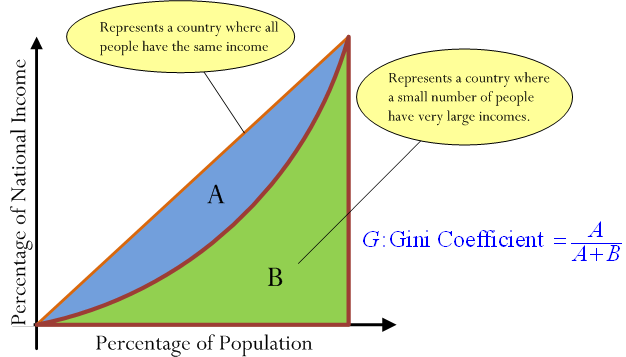 Represents a country where all
people have the same income
Represents a country where
a small number of people
have very large incomes.
Percentage of National Income
A
B
G:Gini Coefficient = A/(A+B)
Percentage of Population